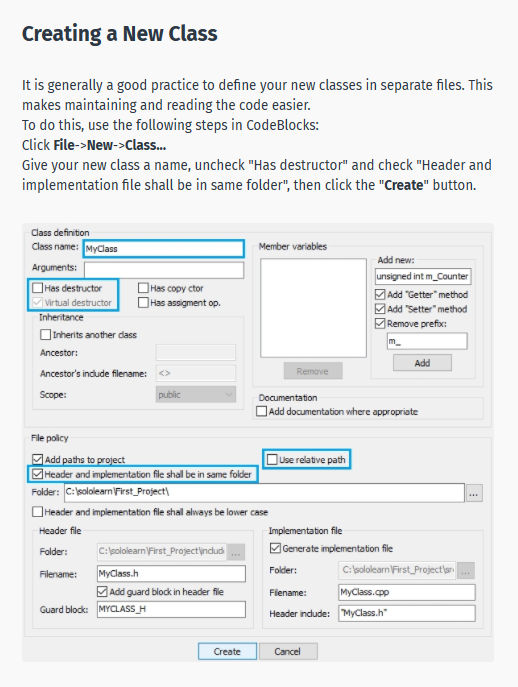 Creating a New Class
It is generally a good practice to define your new classes in separate files. This
makes maintaining and reading the code easier.
To do this, use the following steps in CodeBlocks:
Click File->New->Class...
Give your new class a name, uncheck "Has destructor" and check "Header and
implementation file shall be in same folder", then click the "Create" button.
Class definition
Class name: MyClass
Arguments:
Has destructor Has copy ctor
Virtual destructor Has assigment op.
Inheritance
Inherits another class
Ancestor:
Ancestor's include filename: <>
Scope: public
Member variables
Remove
Add new:
unsigned int m_Counter
Add "Getter" method
Add "Setter" method
Remove prefix:
m_
Add
Documentation
Add documentation where appropriate
File policy
Add paths to project Use relative path
Header and implementation file shall be in same folder
Folder: C:\sololearn\First_Project\ ...
Header and implementation file shall always be lower case
Header file
Folder: C:\sololearn\First_Project\includ ...
Filename: MyClass.h
Add guard block in header file
Guard block: MYCLASS_H
Implementation file
Generate implementation file
Folder: C:\sololearn\First_Project\sr ...
Filename: MyClass.cpp
Header include: "MyClass.h"
Create Cancel